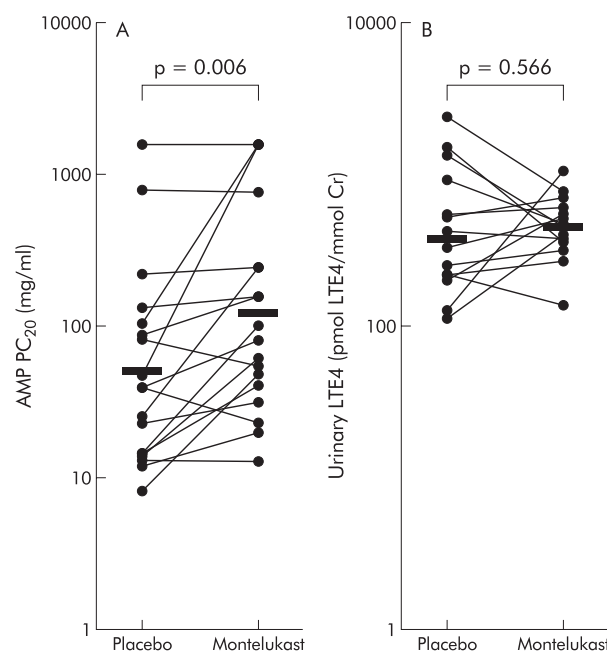 A
p = 0.006
10000
1000
100
10
1
AMP PC20 (mg/ml)
Placebo
Montelukast
B
p = 0.566
10000
100
1
Urinary LTE4 (pmol LTE4/mmol Cr)
Placebo
Montelukast